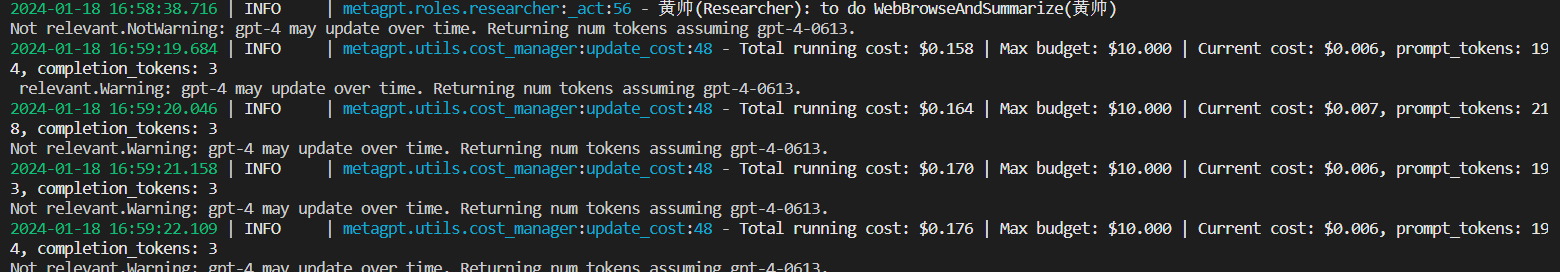 2024-01-18 16:58:38.716 | INFO     | metagpt.roles.researcher:_act:56 - 黄帅(Researcher): to do WebBrowseAndSummarize(黄帅)
Not relevant.NotWarning: gpt-4 may update over time. Returning num tokens assuming gpt-4-0613.
2024-01-18 16:59:19.684 | INFO     | metagpt.utils.cost_manager:update_cost:48 - Total running cost: $0.158 | Max budget: $10.000 | Current cost: $0.006, prompt_tokens: 19
4, completion_tokens: 3
 relevant.Warning: gpt-4 may update over time. Returning num tokens assuming gpt-4-0613.
2024-01-18 16:59:20.046 | INFO     | metagpt.utils.cost_manager:update_cost:48 - Total running cost: $0.164 | Max budget: $10.000 | Current cost: $0.007, prompt_tokens: 21
8, completion_tokens: 3
Not relevant.Warning: gpt-4 may update over time. Returning num tokens assuming gpt-4-0613.
2024-01-18 16:59:21.158 | INFO     | metagpt.utils.cost_manager:update_cost:48 - Total running cost: $0.170 | Max budget: $10.000 | Current cost: $0.006, prompt_tokens: 19
3, completion_tokens: 3
Not relevant.Warning: gpt-4 may update over time. Returning num tokens assuming gpt-4-0613.
2024-01-18 16:59:22.109 | INFO     | metagpt.utils.cost_manager:update_cost:48 - Total running cost: $0.176 | Max budget: $10.000 | Current cost: $0.006, prompt_tokens: 19
4, completion_tokens: 3
Not relevant.Warning: gpt-4 may update over time. Returning num tokens assuming gpt-4-0613.